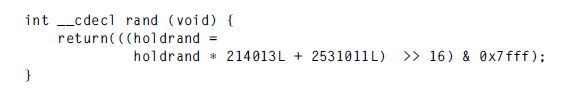 int __cdecl rand (void) {
return(((holdrand =
holdrand * 214013L + 2531011L) >> 16) & 0x7fff);
}